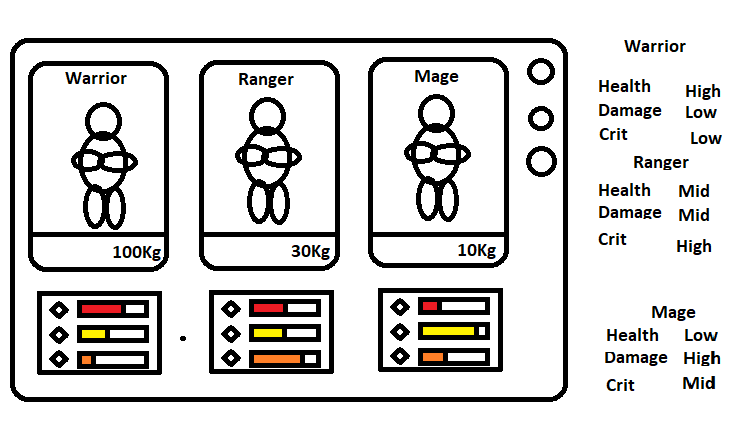 Warrior
Ranger
Mage
100Kg
30Kg
10Kg
Warrior
Health High
Damage Low
Crit Low
Ranger
Health Mid
Damage Mid
Crit High
Mage
Health Low
Damage High
Crit Mid